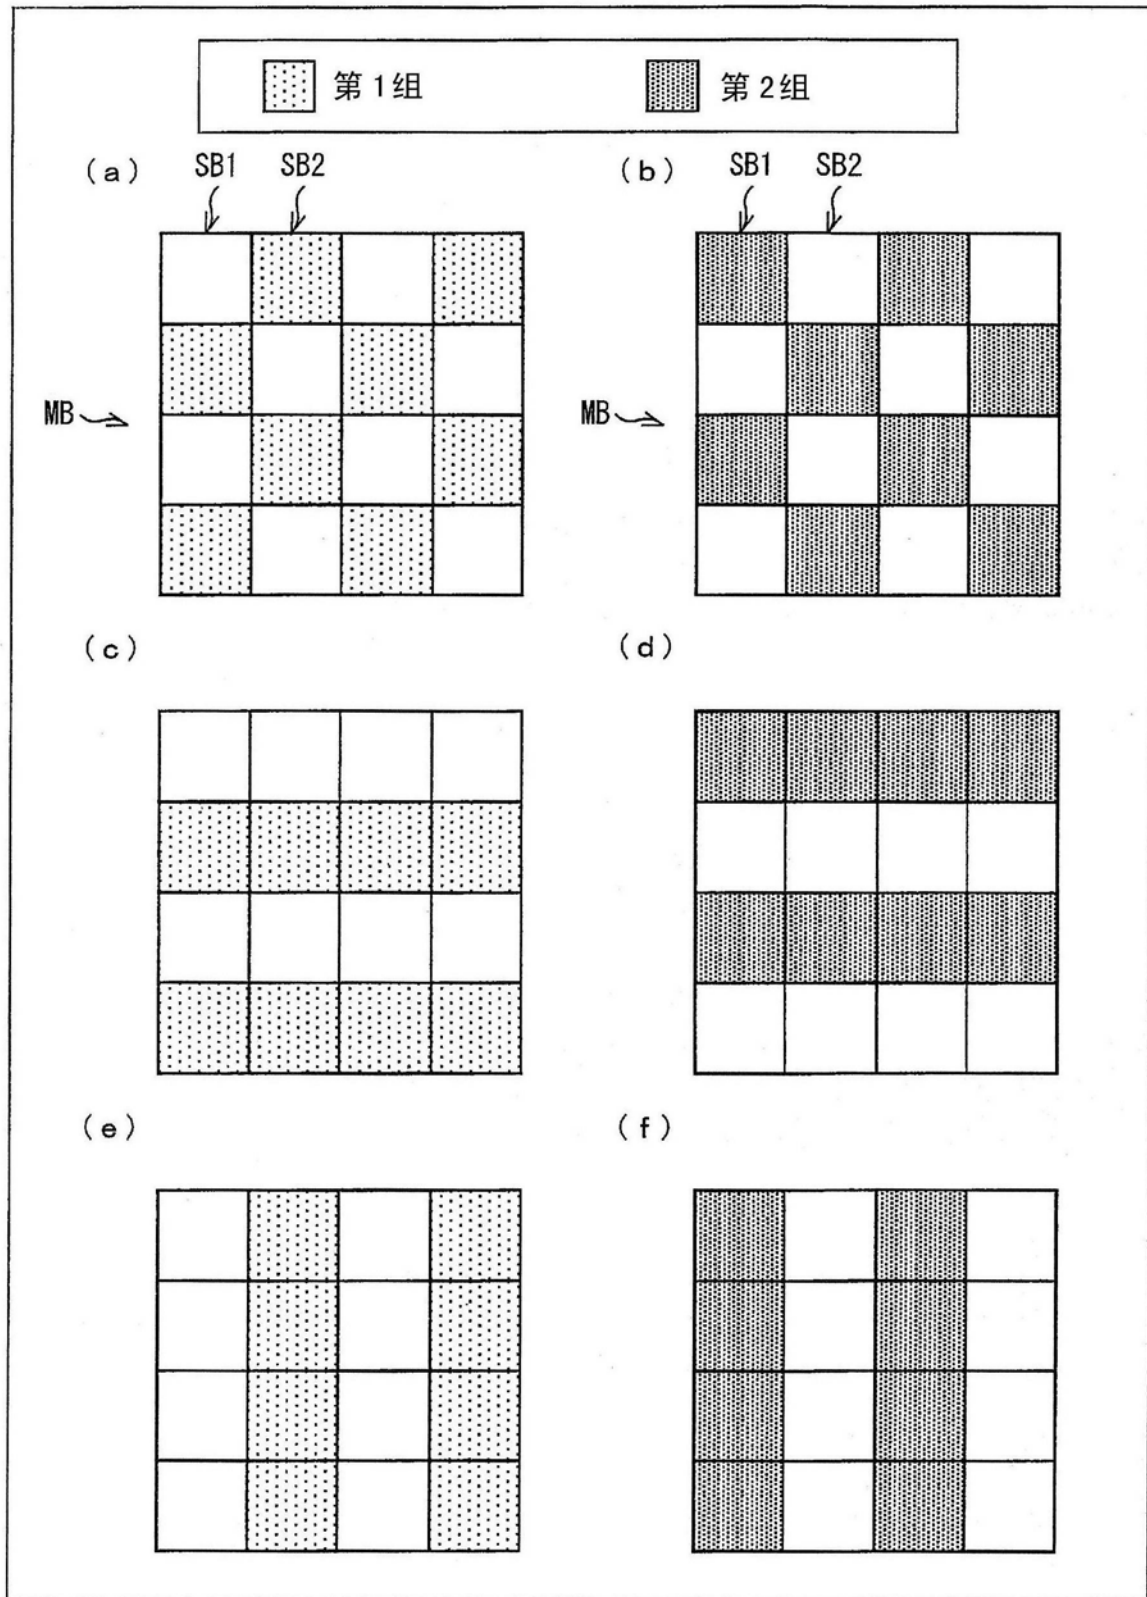 第1组 第2组
(a) SB1 SB2 (b) SB1 SB2
MB MB
(c) (d)
(e) (f)